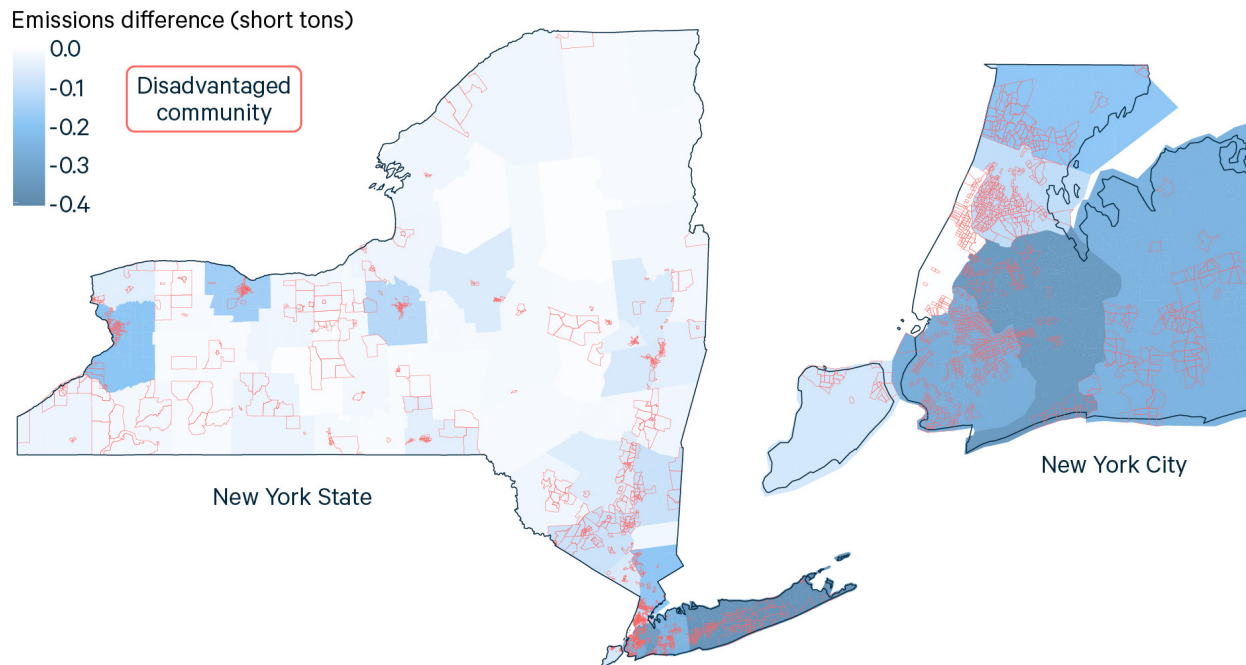 Emissions difference (short tons)
0.0
-0.1
-0.2
-0.3
-0.4
Disadvantaged
community
New York State
New York City